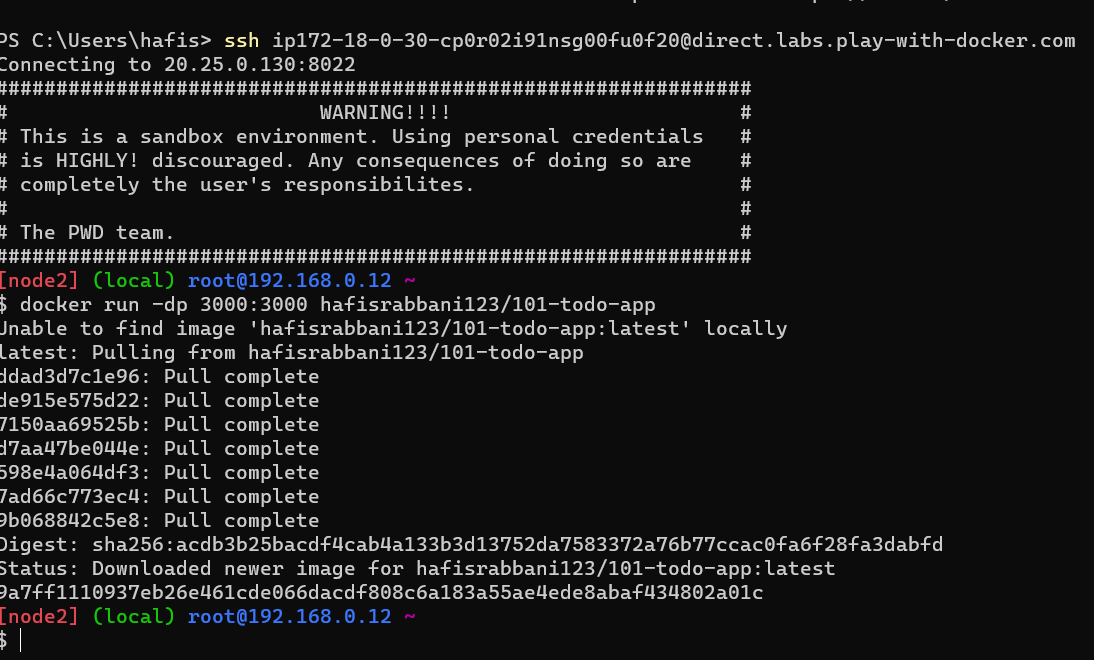 PS C:\Users\hafis> ssh ip172-18-0-30-cp0r02i91nsg00fu0f20@direct.labs.play-with-docker.com
Connecting to 20.25.0.130:8022
###############################################################
#                          WARNING!!!!                        #
# This is a sandbox environment. Using personal credentials   #
# is HIGHLY! discouraged. Any consequences of doing so are    #
# completely the user's responsibilites.                      #
#                                                             #
# The PWD team.                                               #
###############################################################
[node2] (local) root@192.168.0.12 ~
$ docker run -dp 3000:3000 hafisrabbani123/101-todo-app
Unable to find image 'hafisrabbani123/101-todo-app:latest' locally
latest: Pulling from hafisrabbani123/101-todo-app
ddad3d7c1e96: Pull complete
de915e575d22: Pull complete
7150aa69525b: Pull complete
d7aa47be044e: Pull complete
598e4a064df3: Pull complete
7ad66c773ec4: Pull complete
9b068842c5e8: Pull complete
Digest: sha256:acdb3b25bacdf4cab4a133b3d13752da7583372a76b77ccac0fa6f28fa3dabfd
Status: Downloaded newer image for hafisrabbani123/101-todo-app:latest
9a7ff1110937eb26e461cde066dacdf808c6a183a55ae4ede8abaf434802a01c
[node2] (local) root@192.168.0.12 ~
$